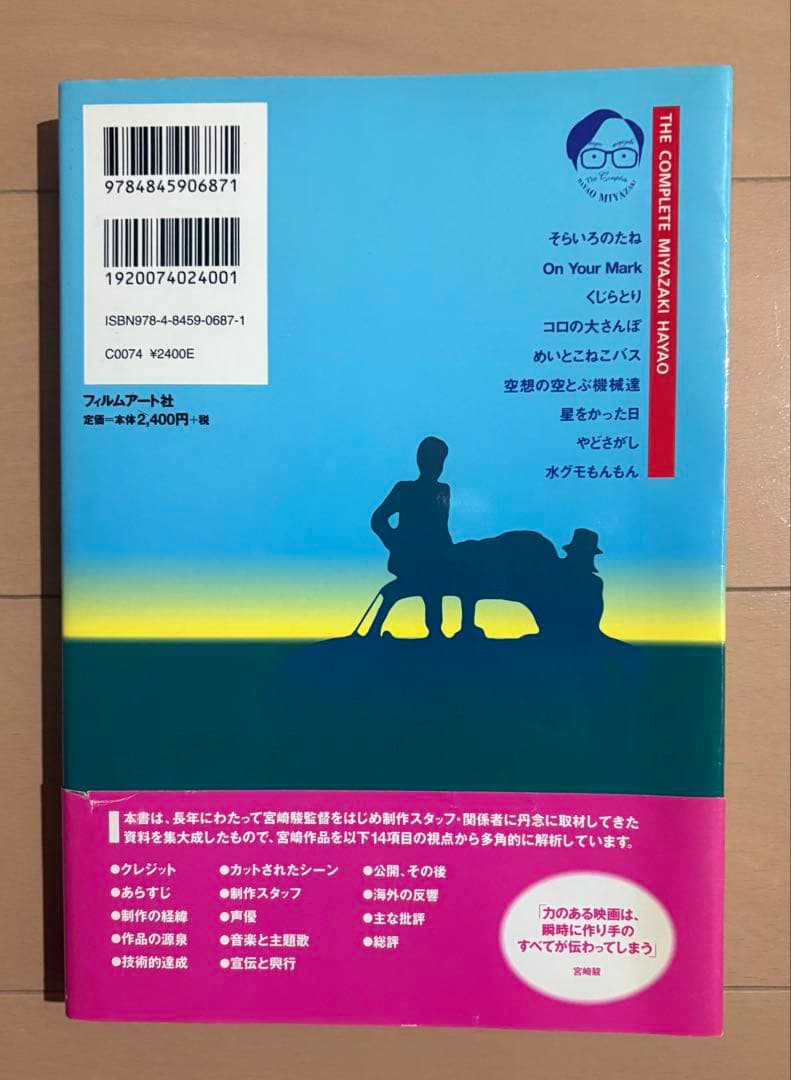 9784845906871
1920074024001
ISBN978-4-8459-0687-1
C0074 ¥2400E
フィルムアート社
定価=本体2,400円+税
The Complete
HAYAO MIYAZAKI
THE COMPLETE MIYAZAKI HAYAO
そらいろのたね
On Your Mark
くじらとり
コロの大さんぽ
めいとこねこバス
空想の空とぶ機械達
星をかった日
やどさがし
水グモもんもん
本書は、長年にわたって宮崎駿監督をはじめ制作スタッフ・関係者に丹念に取材してきた
資料を集大成したもので、宮崎作品を以下14項目の視点から多角的に解析しています。
●クレジット
●あらすじ
●制作の経緯
●作品の源泉
●技術的達成
●カットされたシーン
●制作スタッフ
●声優
●音楽と主題歌
●宣伝と興行
●公開、その後
●海外の反響
●主な批評
●総評
「力のある映画は、
瞬時に作り手の
すべてが伝わってしまう」
宮崎駿